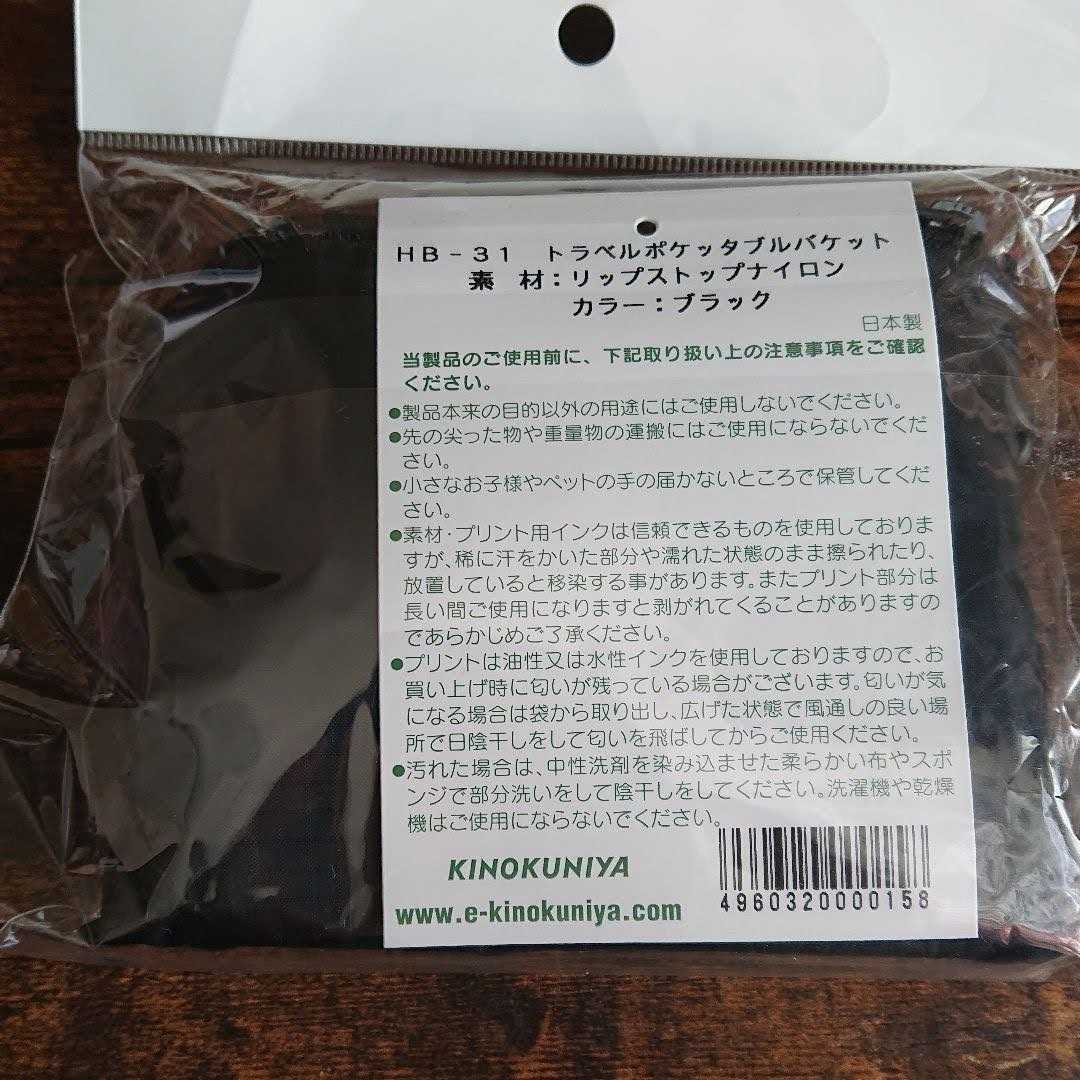 HB-31 トラベルポケッタブルバケット
素 材：リップストップナイロン
カラー：ブラック
日本製
当製品のご使用前に、下記取り扱い上の注意事項をご確認
ください。
●製品本来の目的以外の用途にはご使用しないでください。
●先の尖った物や重量物の運搬にはご使用にならないでくだ
さい。
●小さなお子様やペットの手の届かないところで保管してくだ
さい。
●素材・プリント用インクは信頼できるものを使用しておりま
すが、稀に汗をかいた部分や濡れた状態のまま擦られたり、
放置していると移染する事があります。またプリント部分は
長い間ご使用になりますと剥がれてくることがありますの
であらかじめご了承ください。
●プリントは油性又は水性インクを使用しておりますので、お
買い上げ時に匂いが残っている場合がございます。匂いが気
になる場合は袋から取り出し、広げた状態で風通しの良い場
所で日陰干しをして匂いを飛ばしてからご使用ください。
●汚れた場合は、中性洗剤を染み込ませた柔らかい布やスポ
ンジで部分洗いをして陰干しをしてください。洗濯機や乾燥
機はご使用にならないでください。
KINOKUNIYA
www.e-kinokuniya.com
4960320000158